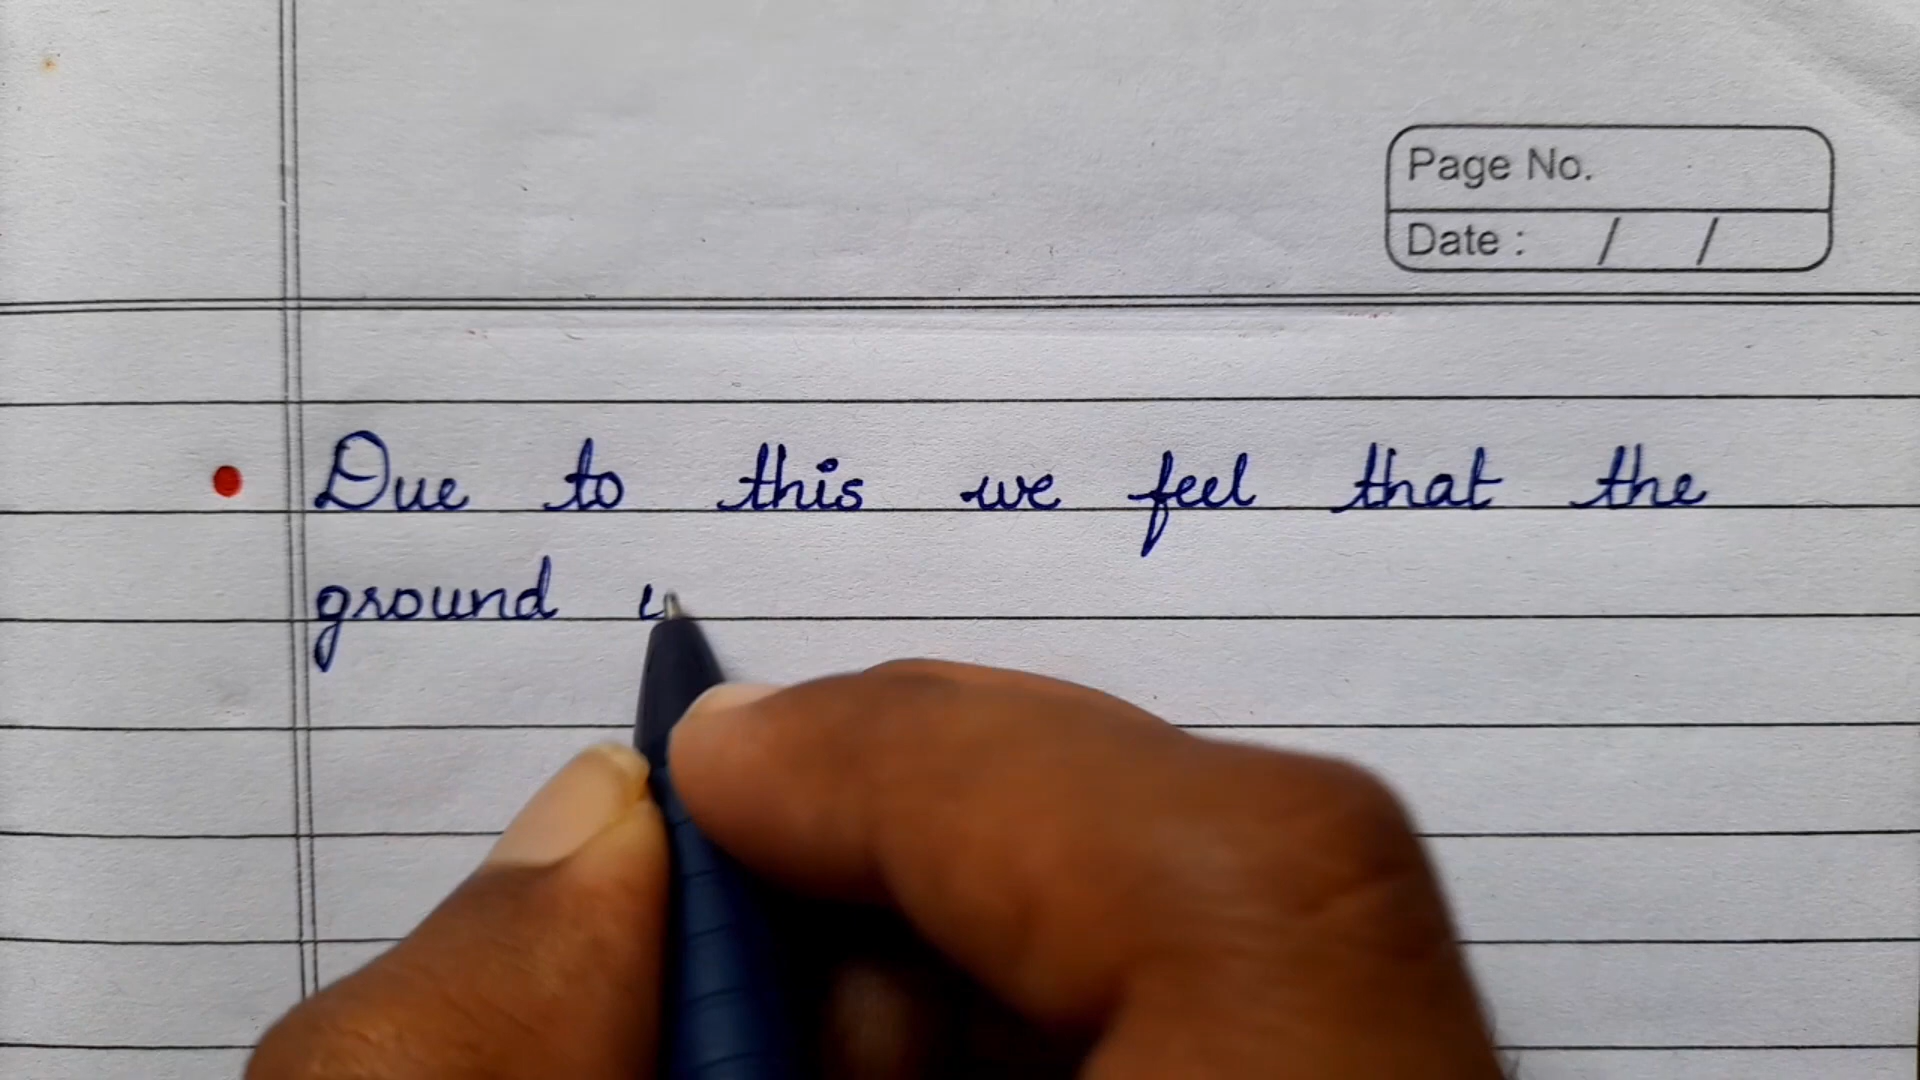 Page No.
Date : / /
Due to this we feel that the
ground